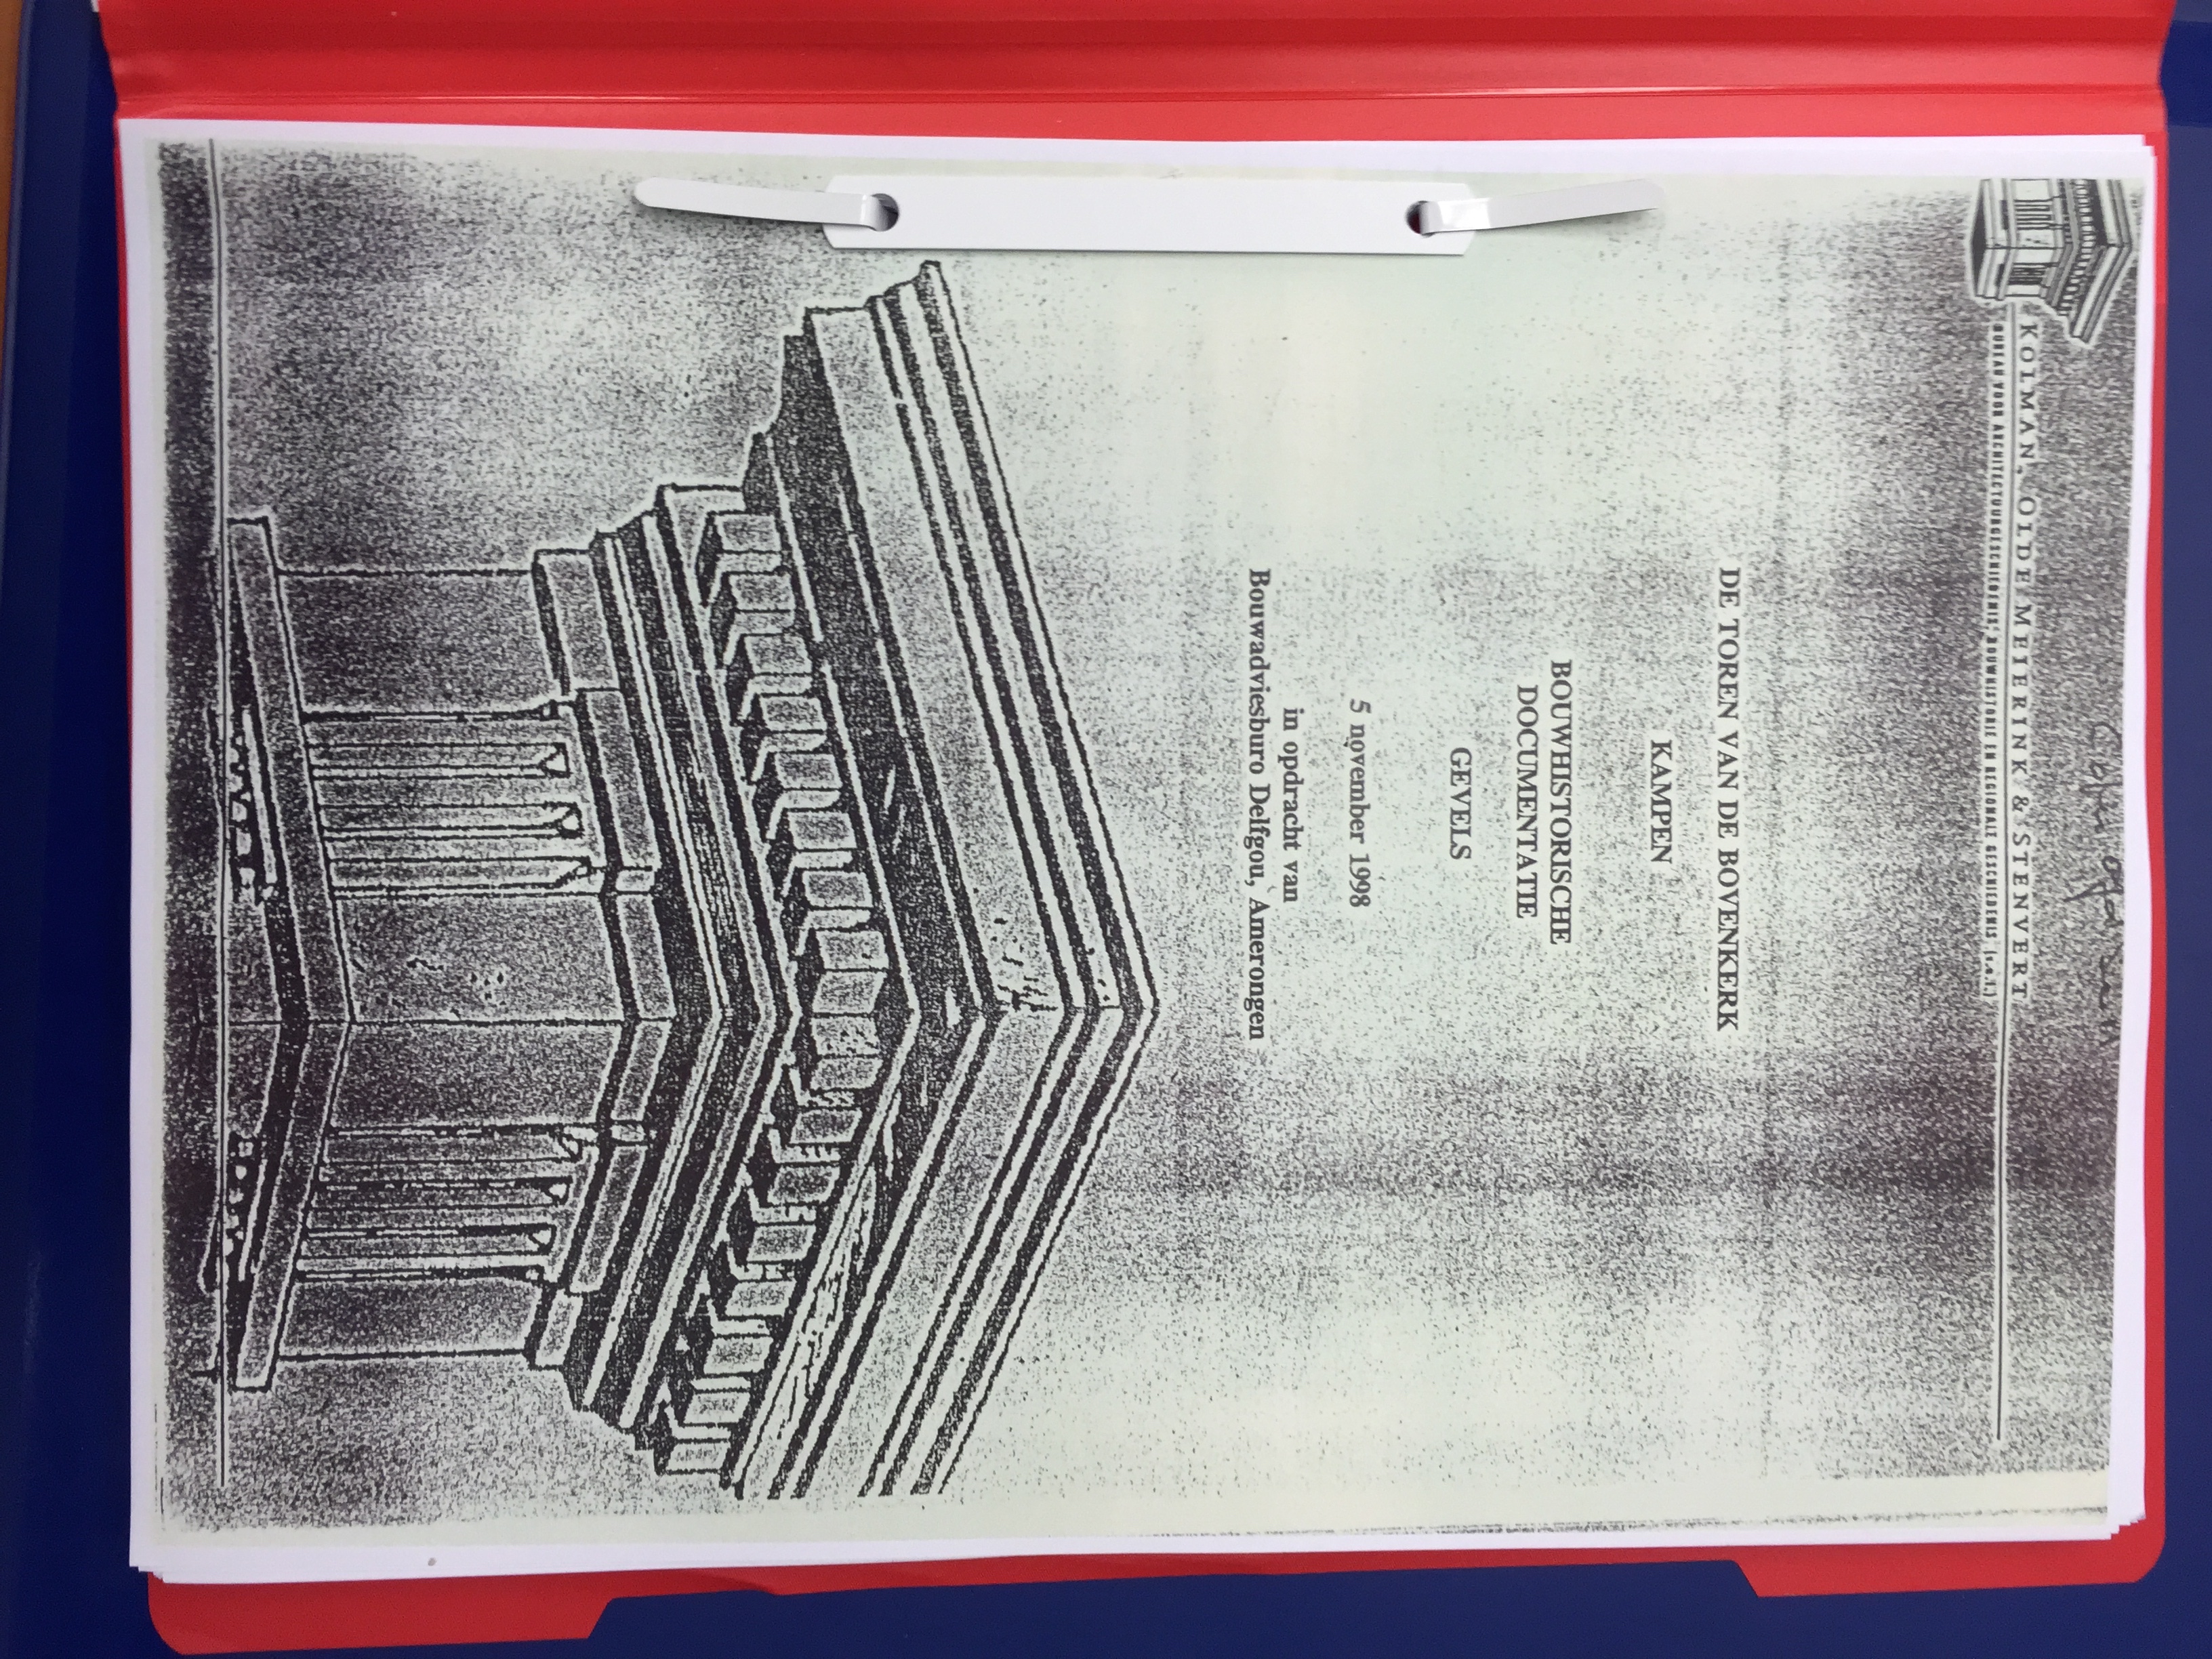 KOLMAN, OLDE MEIERINK & STENVERT
BUREAU VOOR ARCHITECTUURGESCHIEDENIS, BOUWHISTORIE EN REGIONALE GESCHIEDENIS
DE TOREN VAN DE BOVENKERK
KAMPEN
BOUWHISTORISCHE
DOCUMENTATIE
GEVELS
5 november 1998
in opdracht van
Bouwadviesburo Delfgou, Amerongen